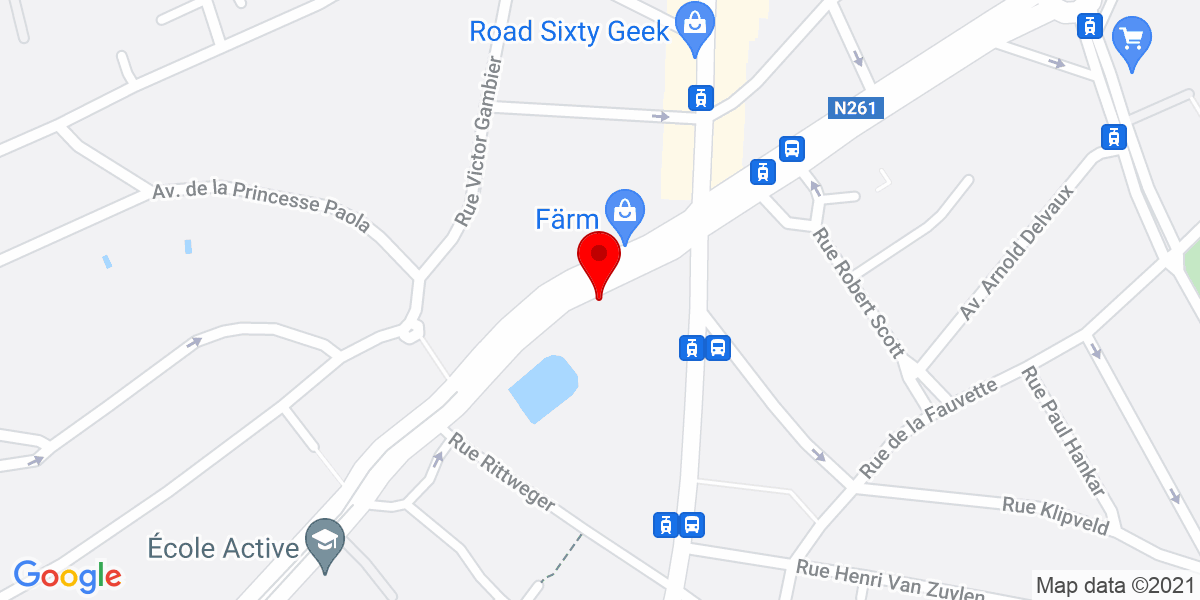 Road Sixty Geek
Rue Victor Gambier
N261
Av. de la Princesse Paola
Färm
Av. Arnold Delvaux
Rue Robert Scott
Rue de la Fauvette
Rue Paul Hankar
Rue Rittweger
Rue Klipveld
École Active
Rue Henri Van Zuylen
Google
Map data ©2021